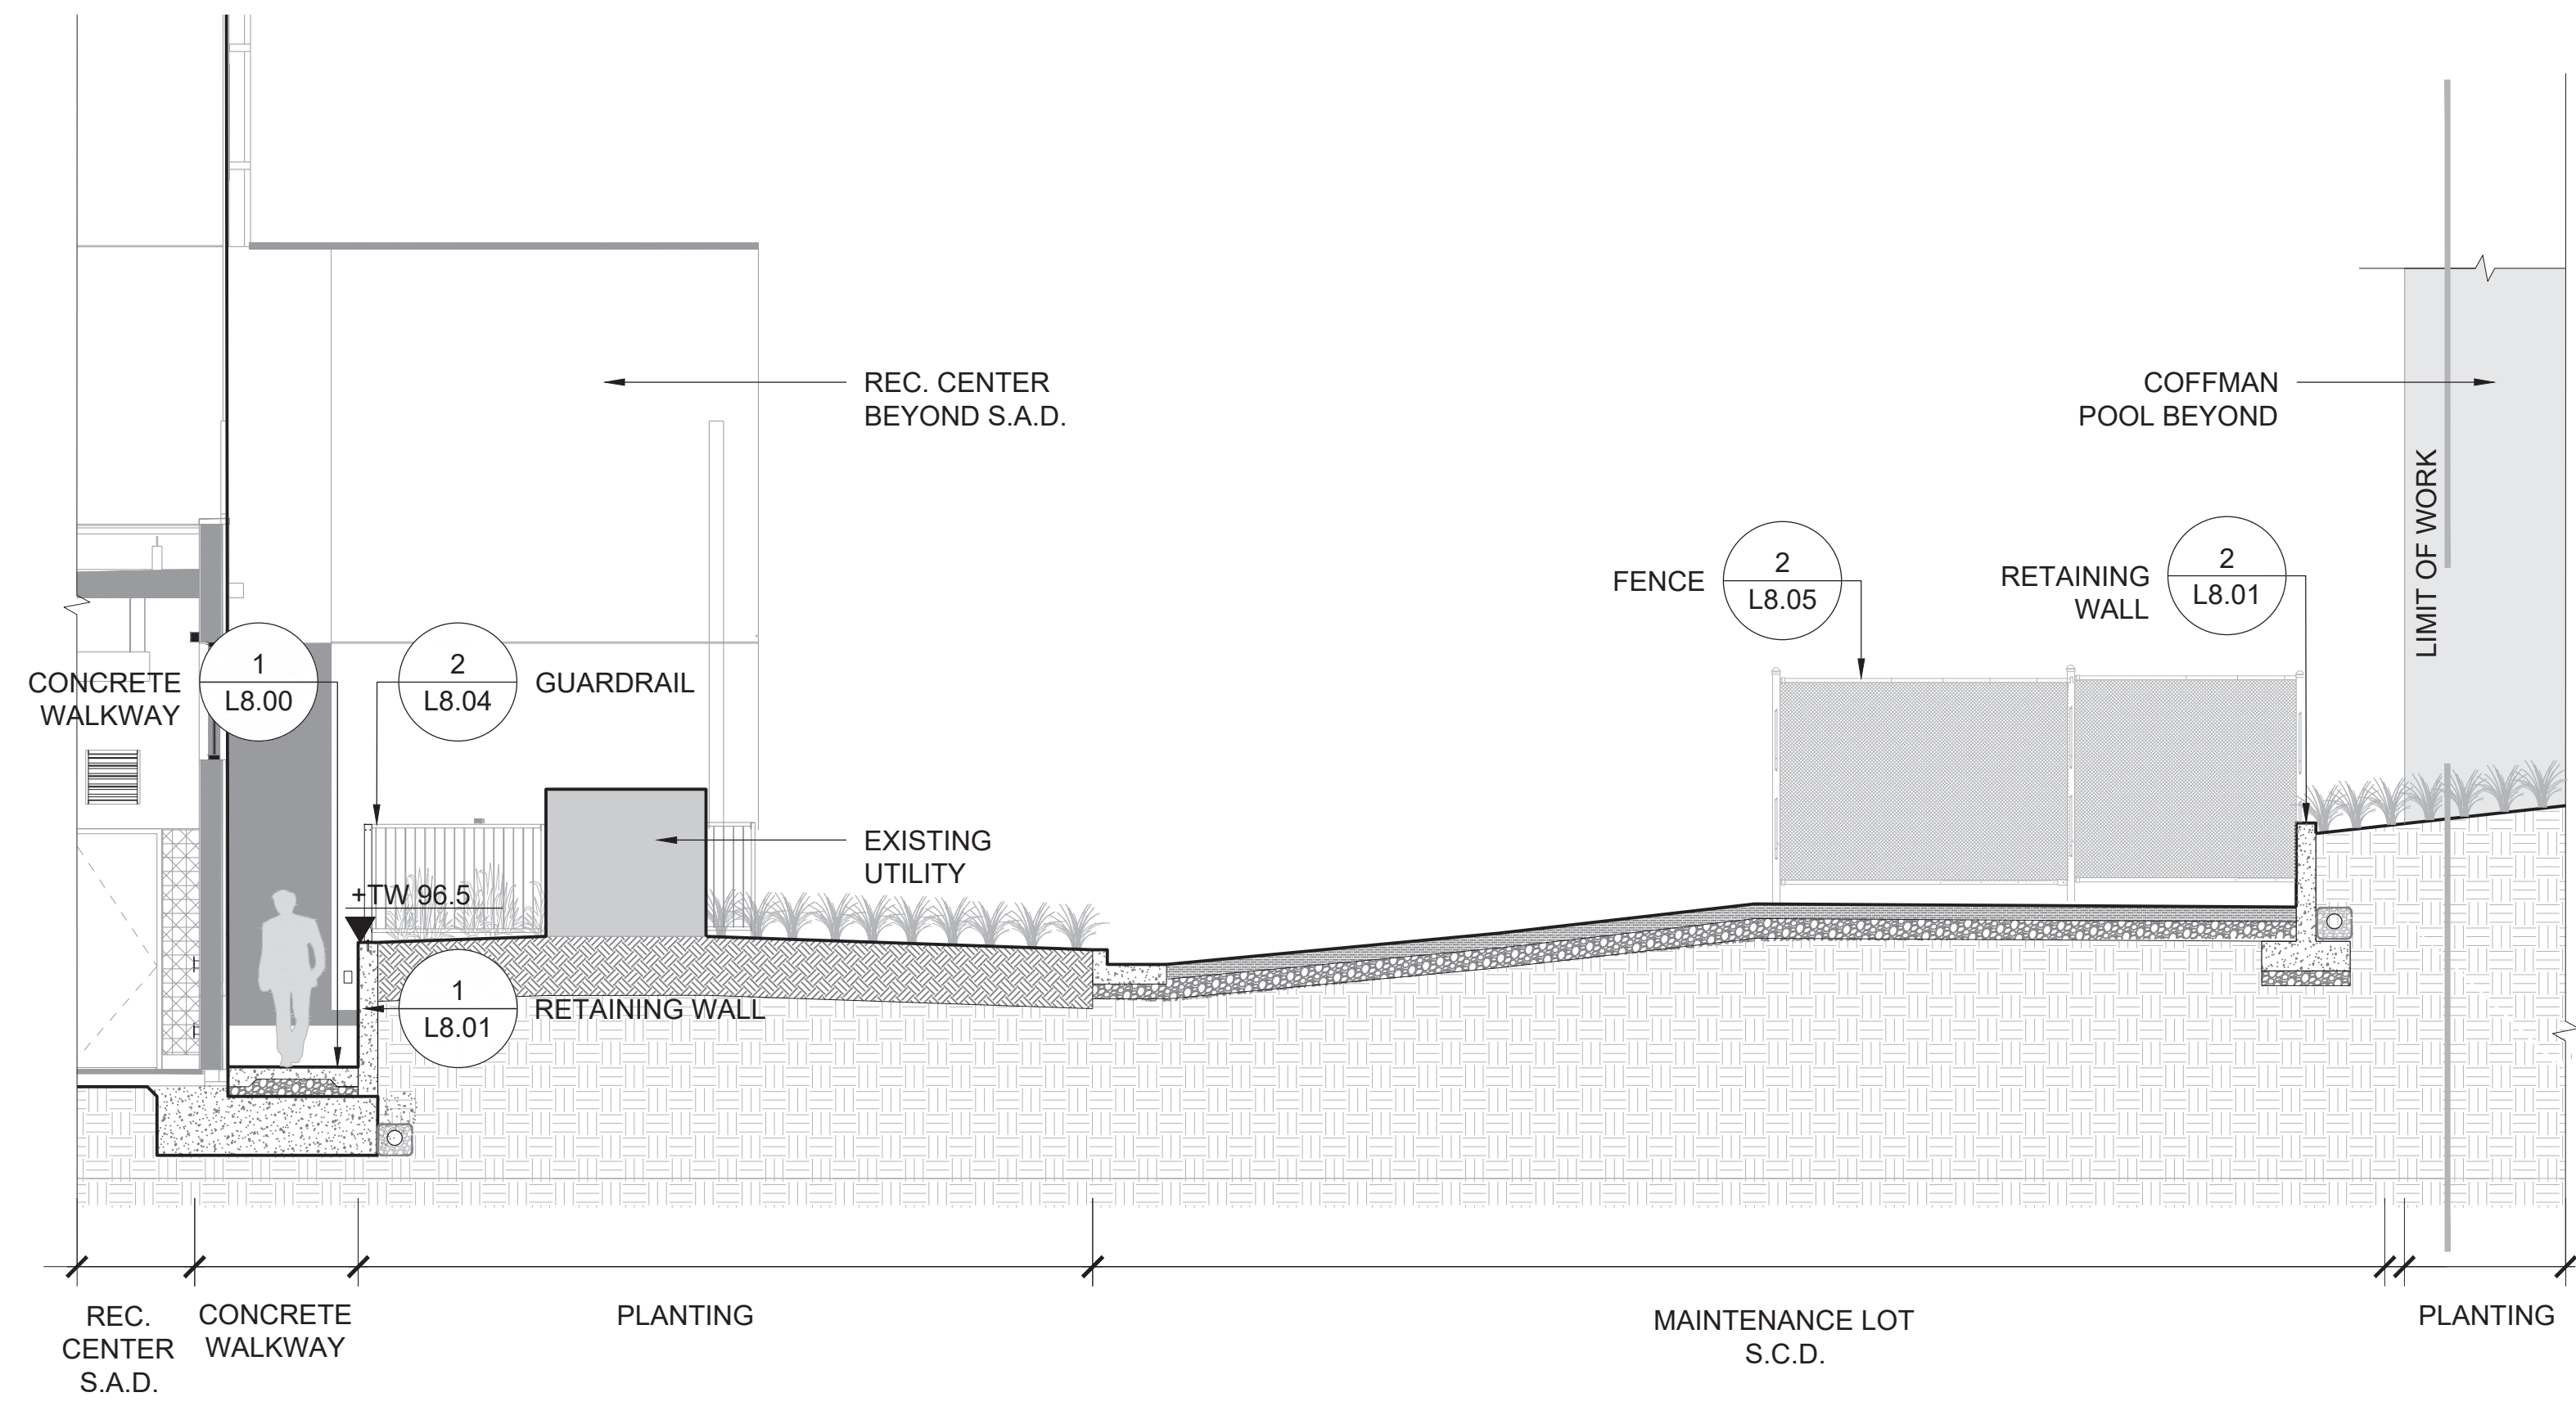 REC. CENTER
BEYOND S.A.D.
COFFMAN
POOL BEYOND
LIMIT OF WORK
FENCE
2
L8.05
RETAINING
WALL
2
L8.01
CONCRETE
WALKWAY
1
L8.00
2
L8.04
GUARDRAIL
EXISTING
UTILITY
+TW 96.5
1
L8.01
RETAINING WALL
REC.
CENTER
S.A.D.
CONCRETE
WALKWAY
PLANTING
MAINTENANCE LOT
S.C.D.
PLANTING